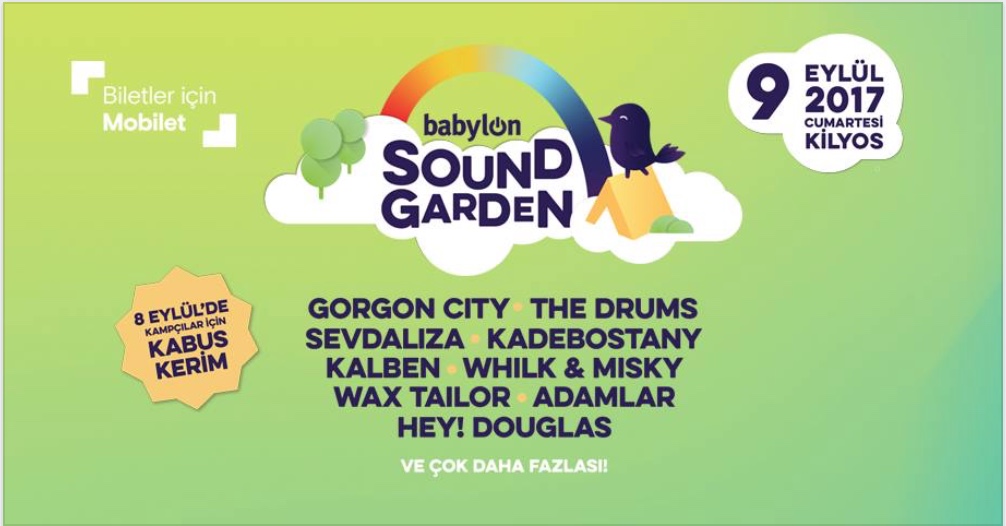 Biletler için
Mobilet
babylon
SOUND
GARDEN
9
EYLÜL
2017
CUMARTESİ
KİLYOS
8 EYLÜL'DE
KAMPÇILAR İÇİN
KABUS
KERİM
GORGON CITY • THE DRUMS
SEVDALIZA • KADEBOSTANY
KALBEN • WHILK & MISKY
WAX TAILOR • ADAMLAR
HEY! DOUGLAS
VE ÇOK DAHA FAZLASI!